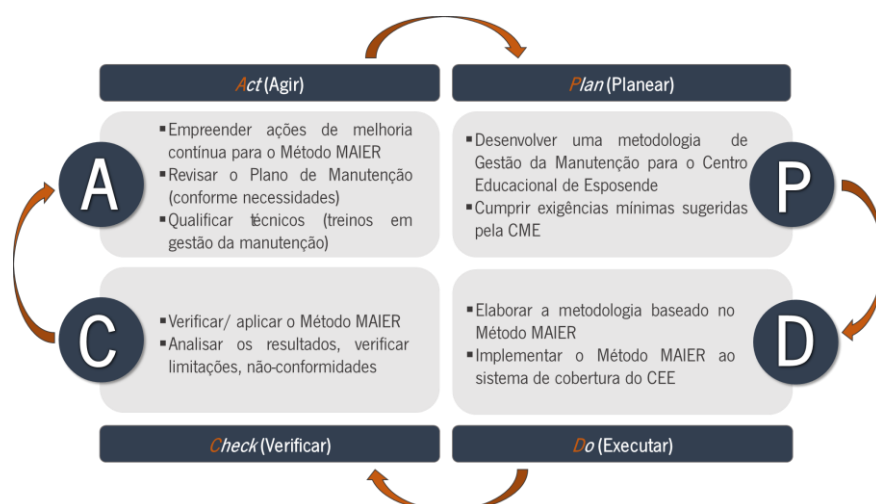 Act (Agir)
Plan (Planear)
A
▪Empreender ações de melhoria
contínua para o Método MAIER
▪Revisar o Plano de Manutenção
(conforme necessidades)
▪Qualificar técnicos (treinos em
gestão da manutenção)
▪Desenvolver uma metodologia de
Gestão da Manutenção para o Centro
Educacional de Esposende
▪Cumprir exigências mínimas sugeridas
pela CME
P
C
▪Verificar/ aplicar o Método MAIER
▪Analisar os resultados, verificar
limitações, não-conformidades
▪Elaborar a metodologia baseado no
Método MAIER
▪Implementar o Método MAIER ao
sistema de cobertura do CEE
D
Check (Verificar)
Do (Executar)